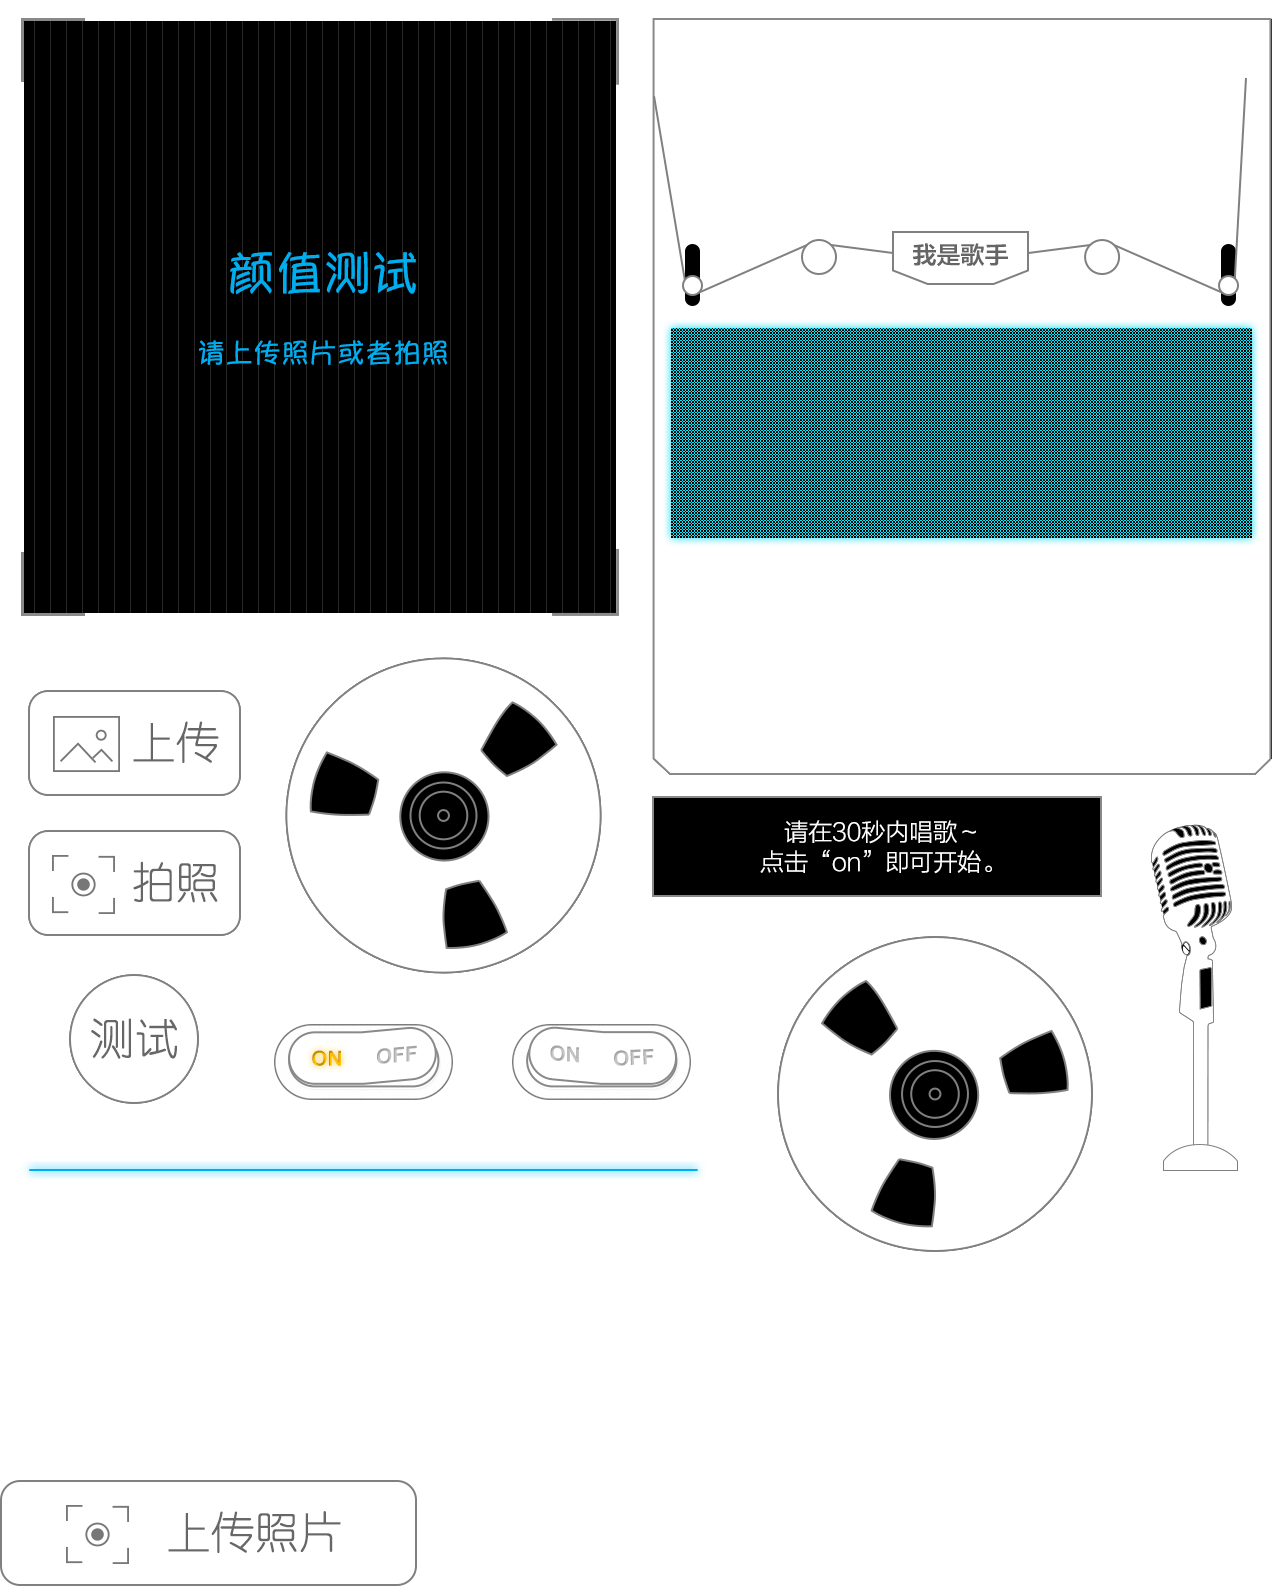 颜值测试
请上传照片或者拍照
我是歌手
上传
拍照
测试
ON OFF
ON OFF
请在30秒内唱歌~
点击“on”即可开始。
上传照片